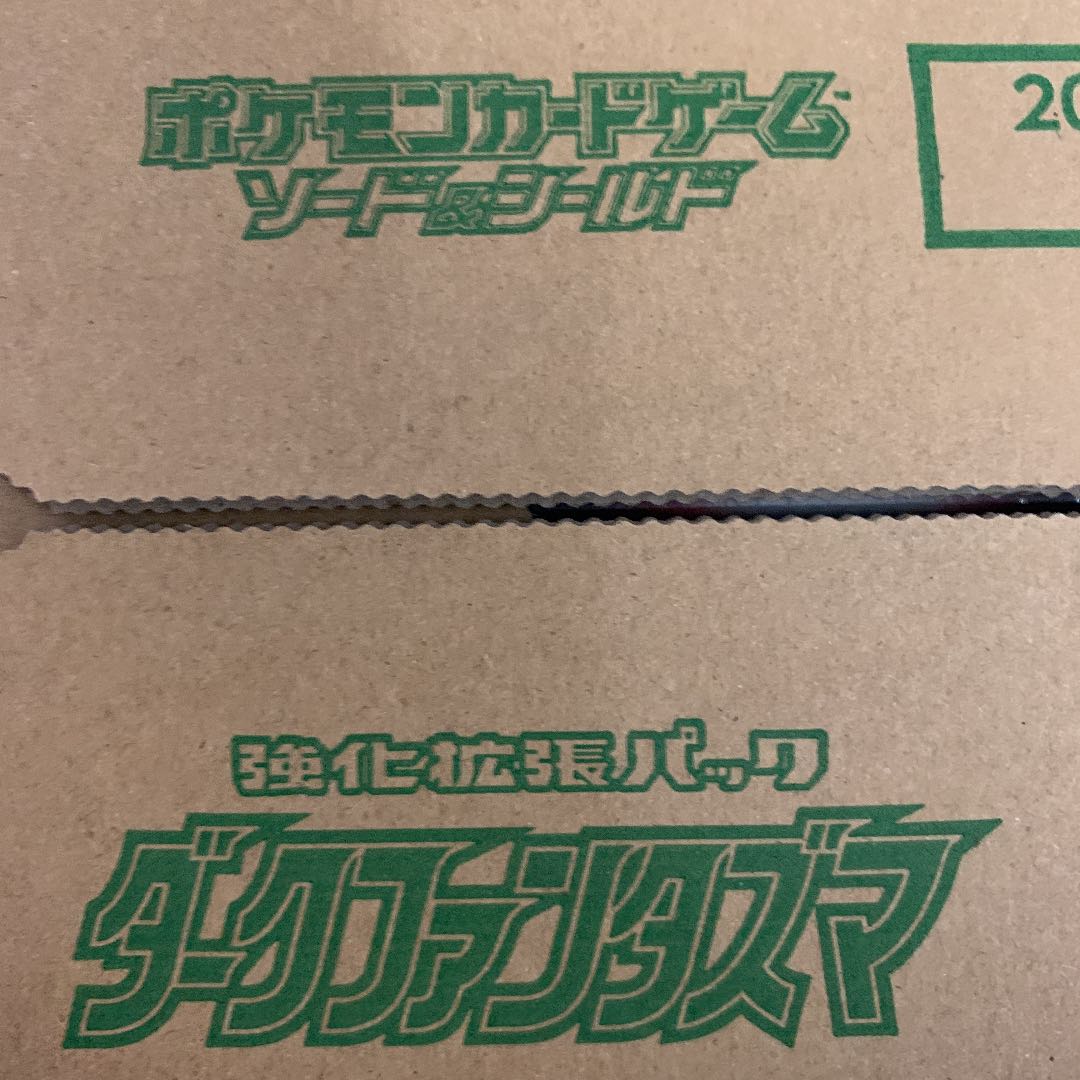 ポケモンカードゲーム
ソード&シールド
20
強化拡張パック
ダークファンタズマ